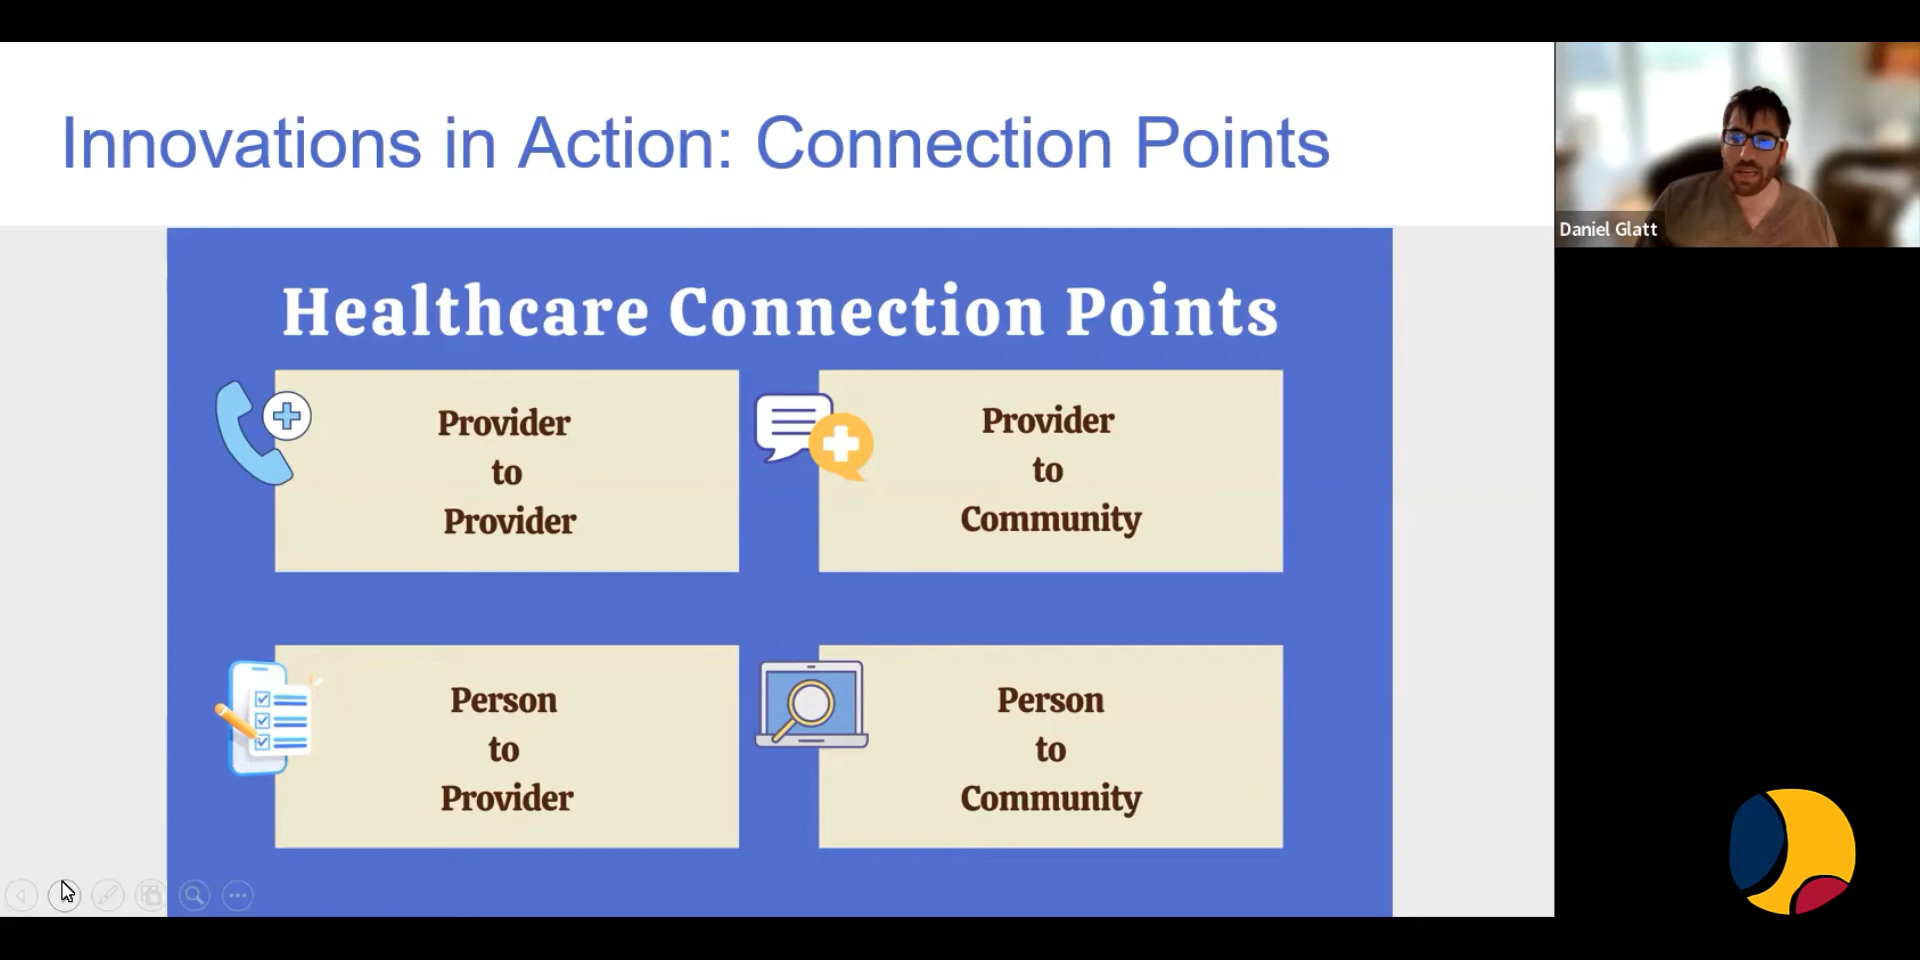 Innovations in Action: Connection Points
Daniel Glatt
Healthcare Connection Points
Provider
to
Provider
Provider
to
Community
Person
to
Provider
Person
to
Community